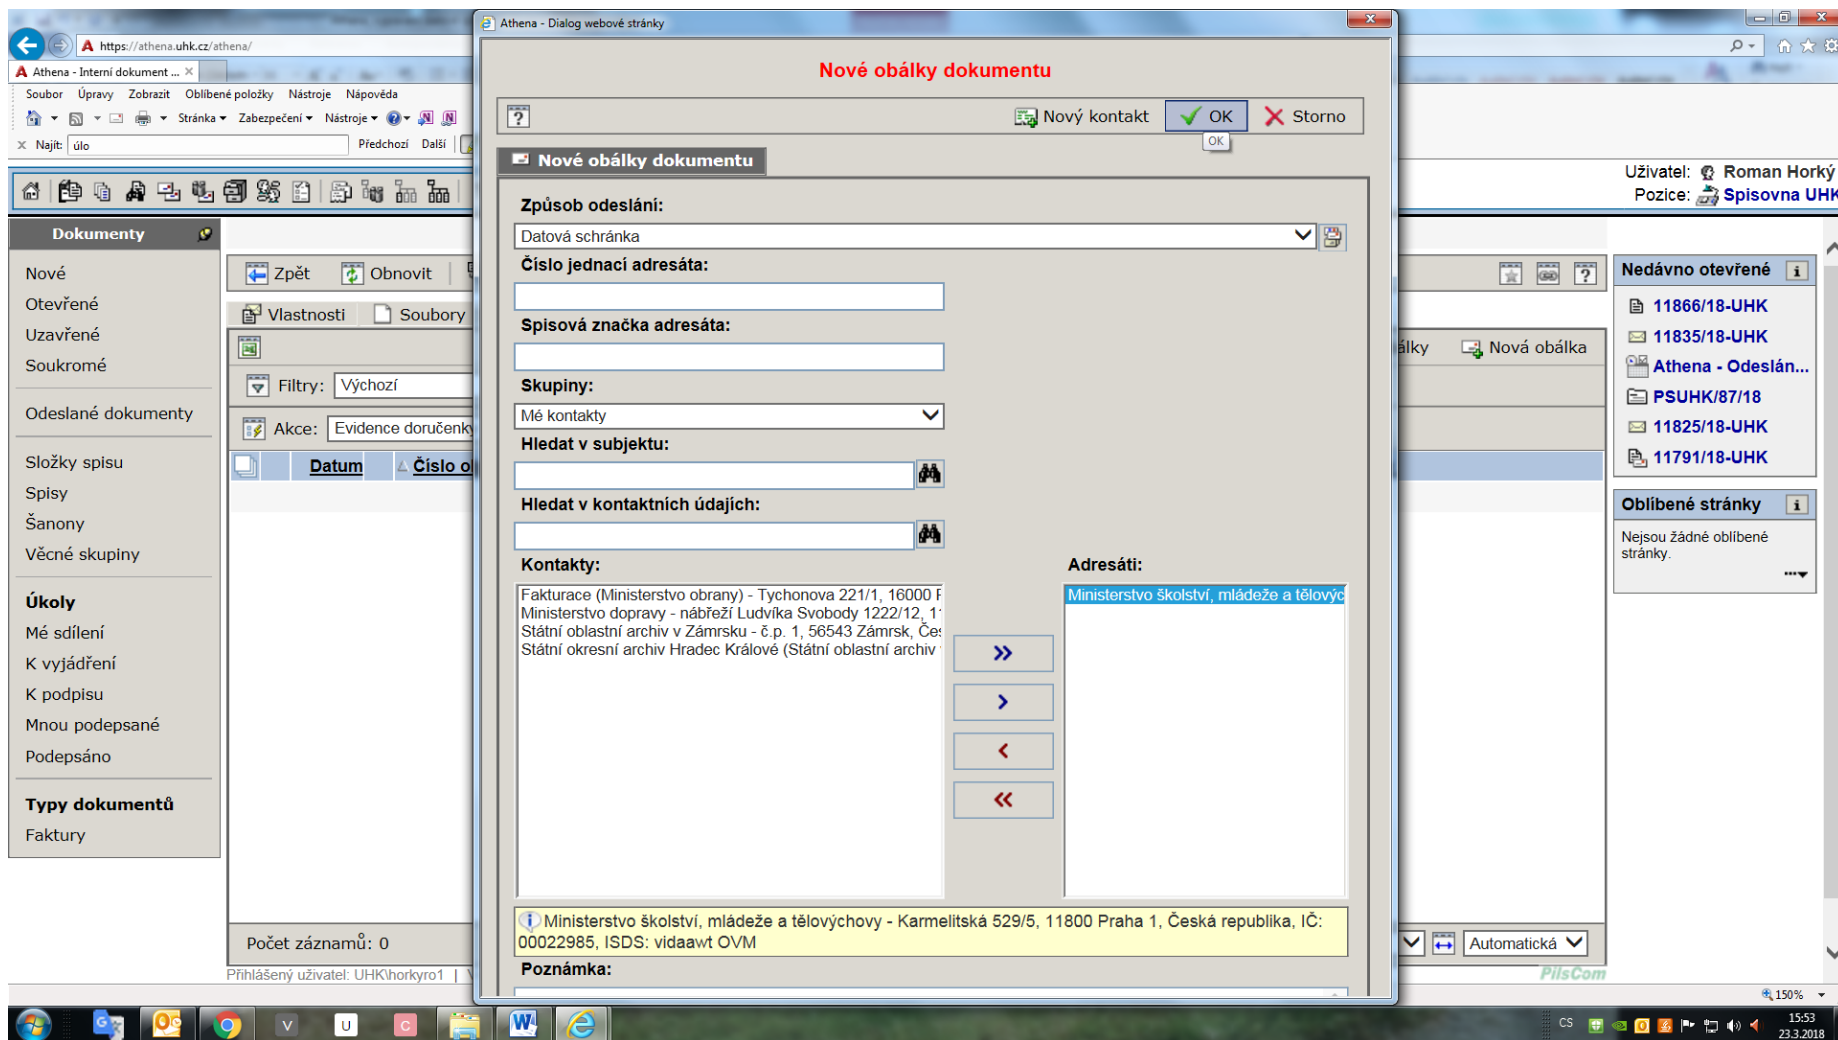 Athena - Dialog webové stránky
https://athena.uhk.cz/athena/
Athena - Interní dokument ...
Soubor Úpravy Zobrazit Oblíbené položky Nástroje Nápověda
Stránka Zabezpečení Nástroje
Najít: úlo Předchozí Další
Uživatel: Roman Horký
Pozice: Spisovna UHK
Dokumenty
Nové
Otevřené
Uzavřené
Soukromé
Odeslané dokumenty
Složky spisu
Spisy
Šanony
Věcné skupiny
Úkoly
Mé sdílení
K vyjádření
K podpisu
Mnou podepsané
Podepsáno
Typy dokumentů
Faktury
Zpět Obnovit
Vlastnosti Soubory
Filtry: Výchozí
Akce: Evidence doručenky
Datum Číslo o
Počet záznamů: 0
Přihlášený uživatel: UHK\horkyro1 |
Nové obálky dokumentu
Nový kontakt OK Storno
OK
Nové obálky dokumentu
Způsob odeslání:
Datová schránka
Číslo jednací adresáta:
Spisová značka adresáta:
Skupiny:
Mé kontakty
Hledat v subjektu:
Hledat v kontaktních údajích:
Kontakty: Adresáti:
Fakturace (Ministerstvo obrany) - Tychonova 221/1, 16000
Ministerstvo dopravy - nábřeží Ludvíka Svobody 1222/12,
Státní oblastní archiv v Zámrsku - č.p. 1, 56543 Zámrsk, Čes
Státní okresní archiv Hradec Králové (Státní oblastní archiv
Ministerstvo školství, mládeže a tělovýc
>>
>
<
<<
Ministerstvo školství, mládeže a tělovýchovy - Karmelitská 529/5, 11800 Praha 1, Česká republika, IČ:
00022985, ISDS: vidaawt OVM
Poznámka:
álky Nová obálka
Automatická
PilsCom
Nedávno otevřené
11866/18-UHK
11835/18-UHK
Athena - Odeslán...
PSUHK/87/18
11825/18-UHK
11791/18-UHK
Oblíbené stránky
Nejsou žádné oblíbené
stránky.
150%
V U C
CS
15:53
23.3.2018